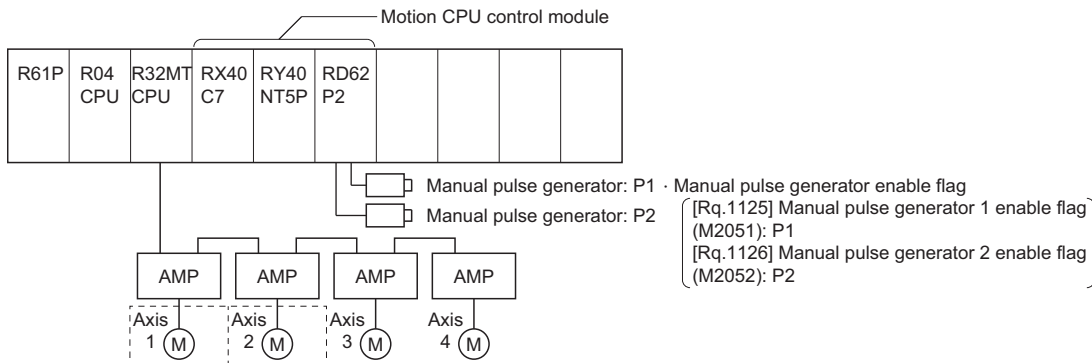 Motion CPU control module
R61P R04 R32MT RX40 RY40 RD62
CPU CPU C7 NT5P P2
Manual pulse generator: P1 · Manual pulse generator enable flag
Manual pulse generator: P2 [Rq.1125] Manual pulse generator 1 enable flag
(M2051): P1
[Rq.1126] Manual pulse generator 2 enable flag
(M2052): P2
AMP AMP AMP AMP
Axis Axis Axis Axis
1 M 2 M 3 M 4 M